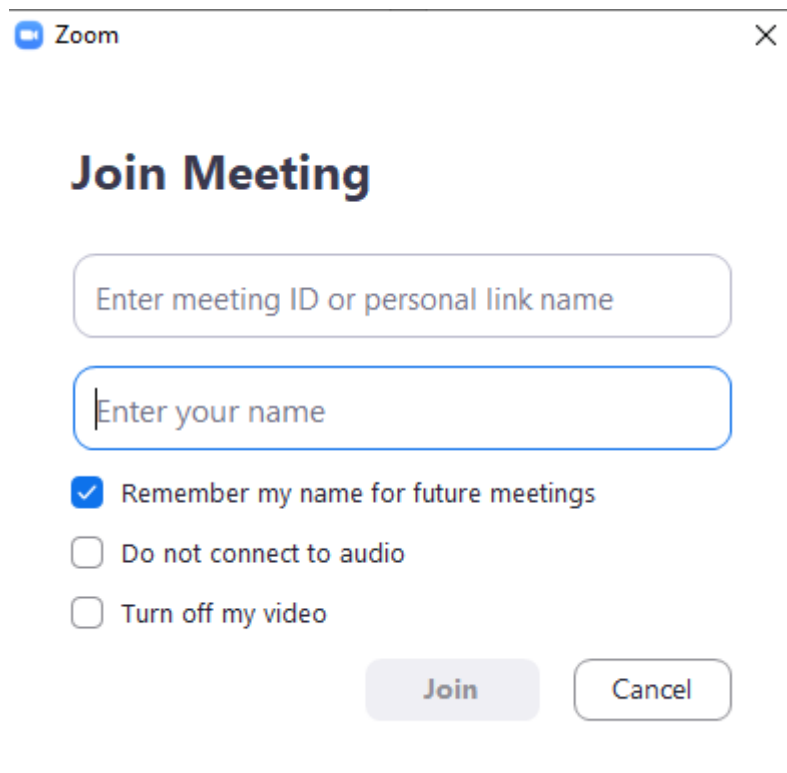 Zoom
Join Meeting
Enter meeting ID or personal link name
Enter your name
Remember my name for future meetings
Do not connect to audio
Turn off my video
Join Cancel